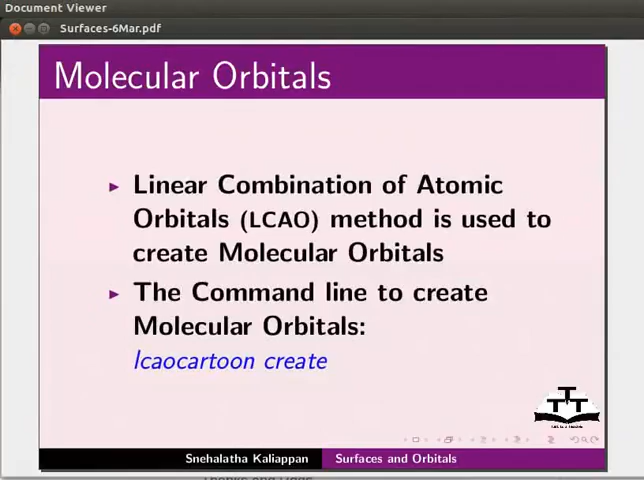 Document Viewer
Surfaces-6Mar.pdf
Molecular Orbitals
Linear Combination of Atomic
Orbitals (LCAO) method is used to
create Molecular Orbitals
The Command line to create
Molecular Orbitals:
lcaocartoon create
Snehalatha Kaliappan
Surfaces and Orbitals